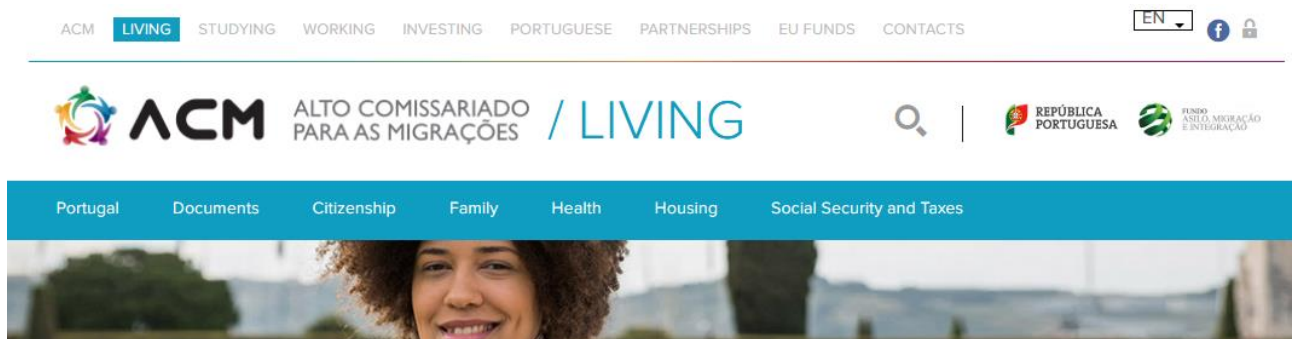 ACM LIVING STUDYING WORKING INVESTING PORTUGUESE PARTNERSHIPS EU FUNDS CONTACTS EN
ACM ALTO COMISSARIADO
PARA AS MIGRAÇÕES
/ LIVING
REPÚBLICA
PORTUGUESA
FUNDO
ASILO, MIGRAÇÃO
E INTEGRAÇÃO
Portugal Documents Citizenship Family Health Housing Social Security and Taxes